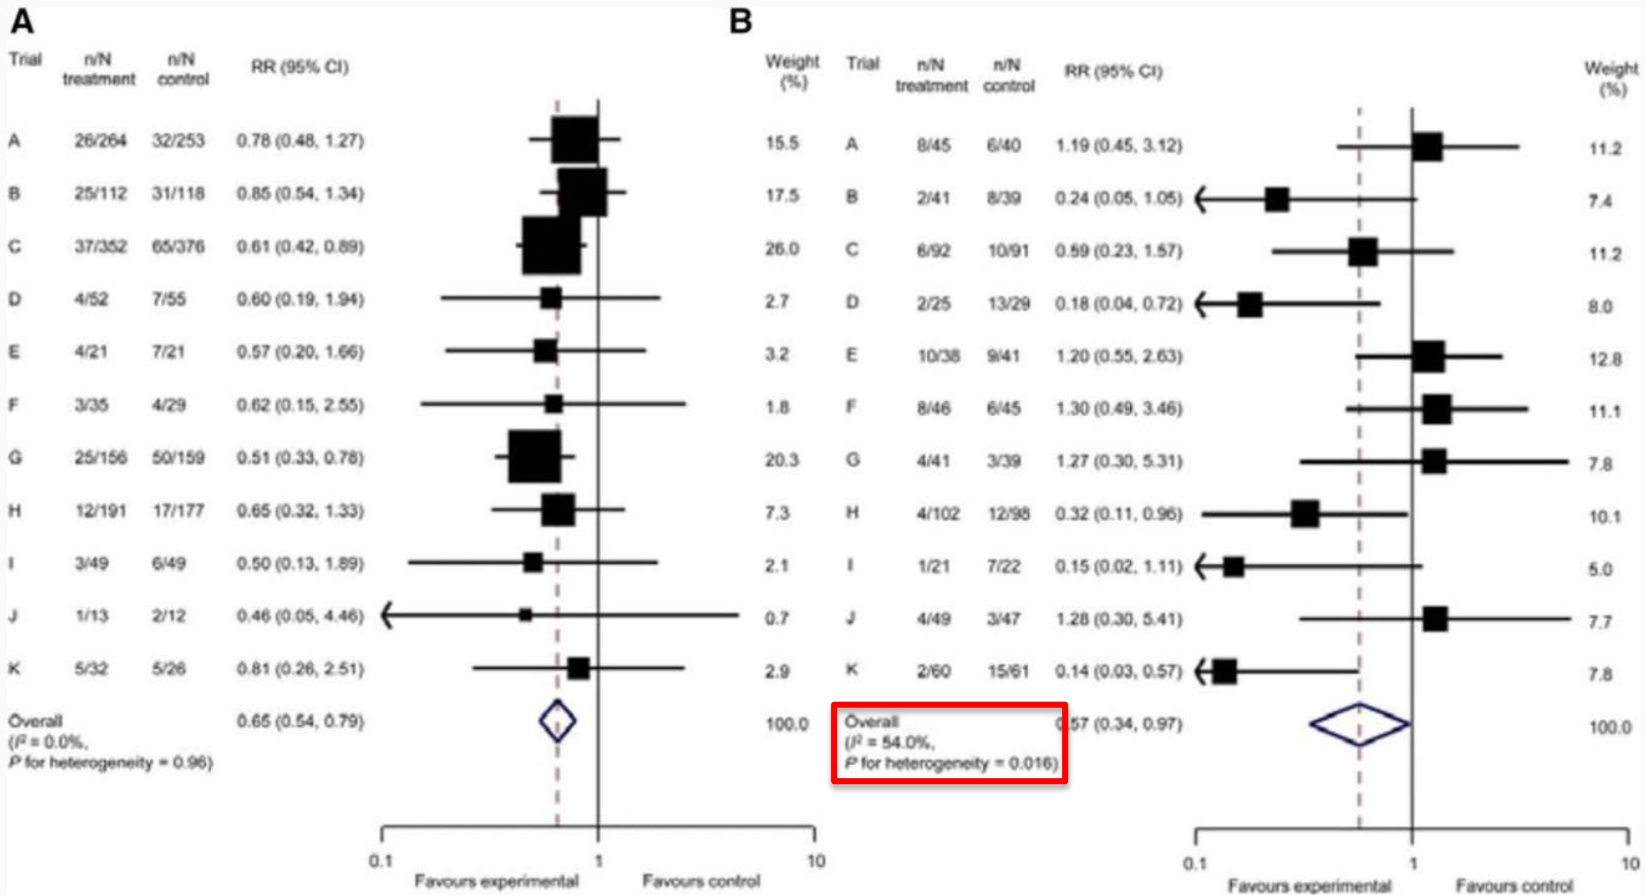 A
Trial n/N treatment n/N control RR (95% CI) Weight (%)
A 26/264 32/253 0.78 (0.48, 1.27) 15.5
B 25/112 31/118 0.85 (0.54, 1.34) 17.5
C 37/352 65/376 0.61 (0.42, 0.89) 26.0
D 4/52 7/55 0.60 (0.19, 1.94) 2.7
E 4/21 7/21 0.57 (0.20, 1.66) 3.2
F 3/35 4/29 0.62 (0.15, 2.55) 1.8
G 25/156 50/159 0.51 (0.33, 0.78) 20.3
H 12/191 17/177 0.65 (0.32, 1.33) 7.3
I 3/49 6/49 0.50 (0.13, 1.89) 2.1
J 1/13 2/12 0.46 (0.05, 4.46) 0.7
K 5/32 5/26 0.81 (0.26, 2.51) 2.9
Overall 0.65 (0.54, 0.79) 100.0
(I² = 0.0%,
P for heterogeneity = 0.96)
0.1 1 10
Favours experimental Favours control
B
Trial n/N treatment n/N control RR (95% CI) Weight (%)
A 8/45 6/40 1.19 (0.45, 3.12) 11.2
B 2/41 8/39 0.24 (0.05, 1.05) 7.4
C 6/92 10/91 0.59 (0.23, 1.57) 11.2
D 2/25 13/29 0.18 (0.04, 0.72) 8.0
E 10/38 9/41 1.20 (0.55, 2.63) 12.8
F 8/46 6/45 1.30 (0.49, 3.46) 11.1
G 4/41 3/39 1.27 (0.30, 5.31) 7.8
H 4/102 12/98 0.32 (0.11, 0.96) 10.1
I 1/21 7/22 0.15 (0.02, 1.11) 5.0
J 4/49 3/47 1.28 (0.30, 5.41) 7.7
K 2/60 15/61 0.14 (0.03, 0.57) 7.8
Overall 0.57 (0.34, 0.97) 100.0
(I² = 54.0%,
P for heterogeneity = 0.016)
0.1 1 10
Favours experimental Favours control